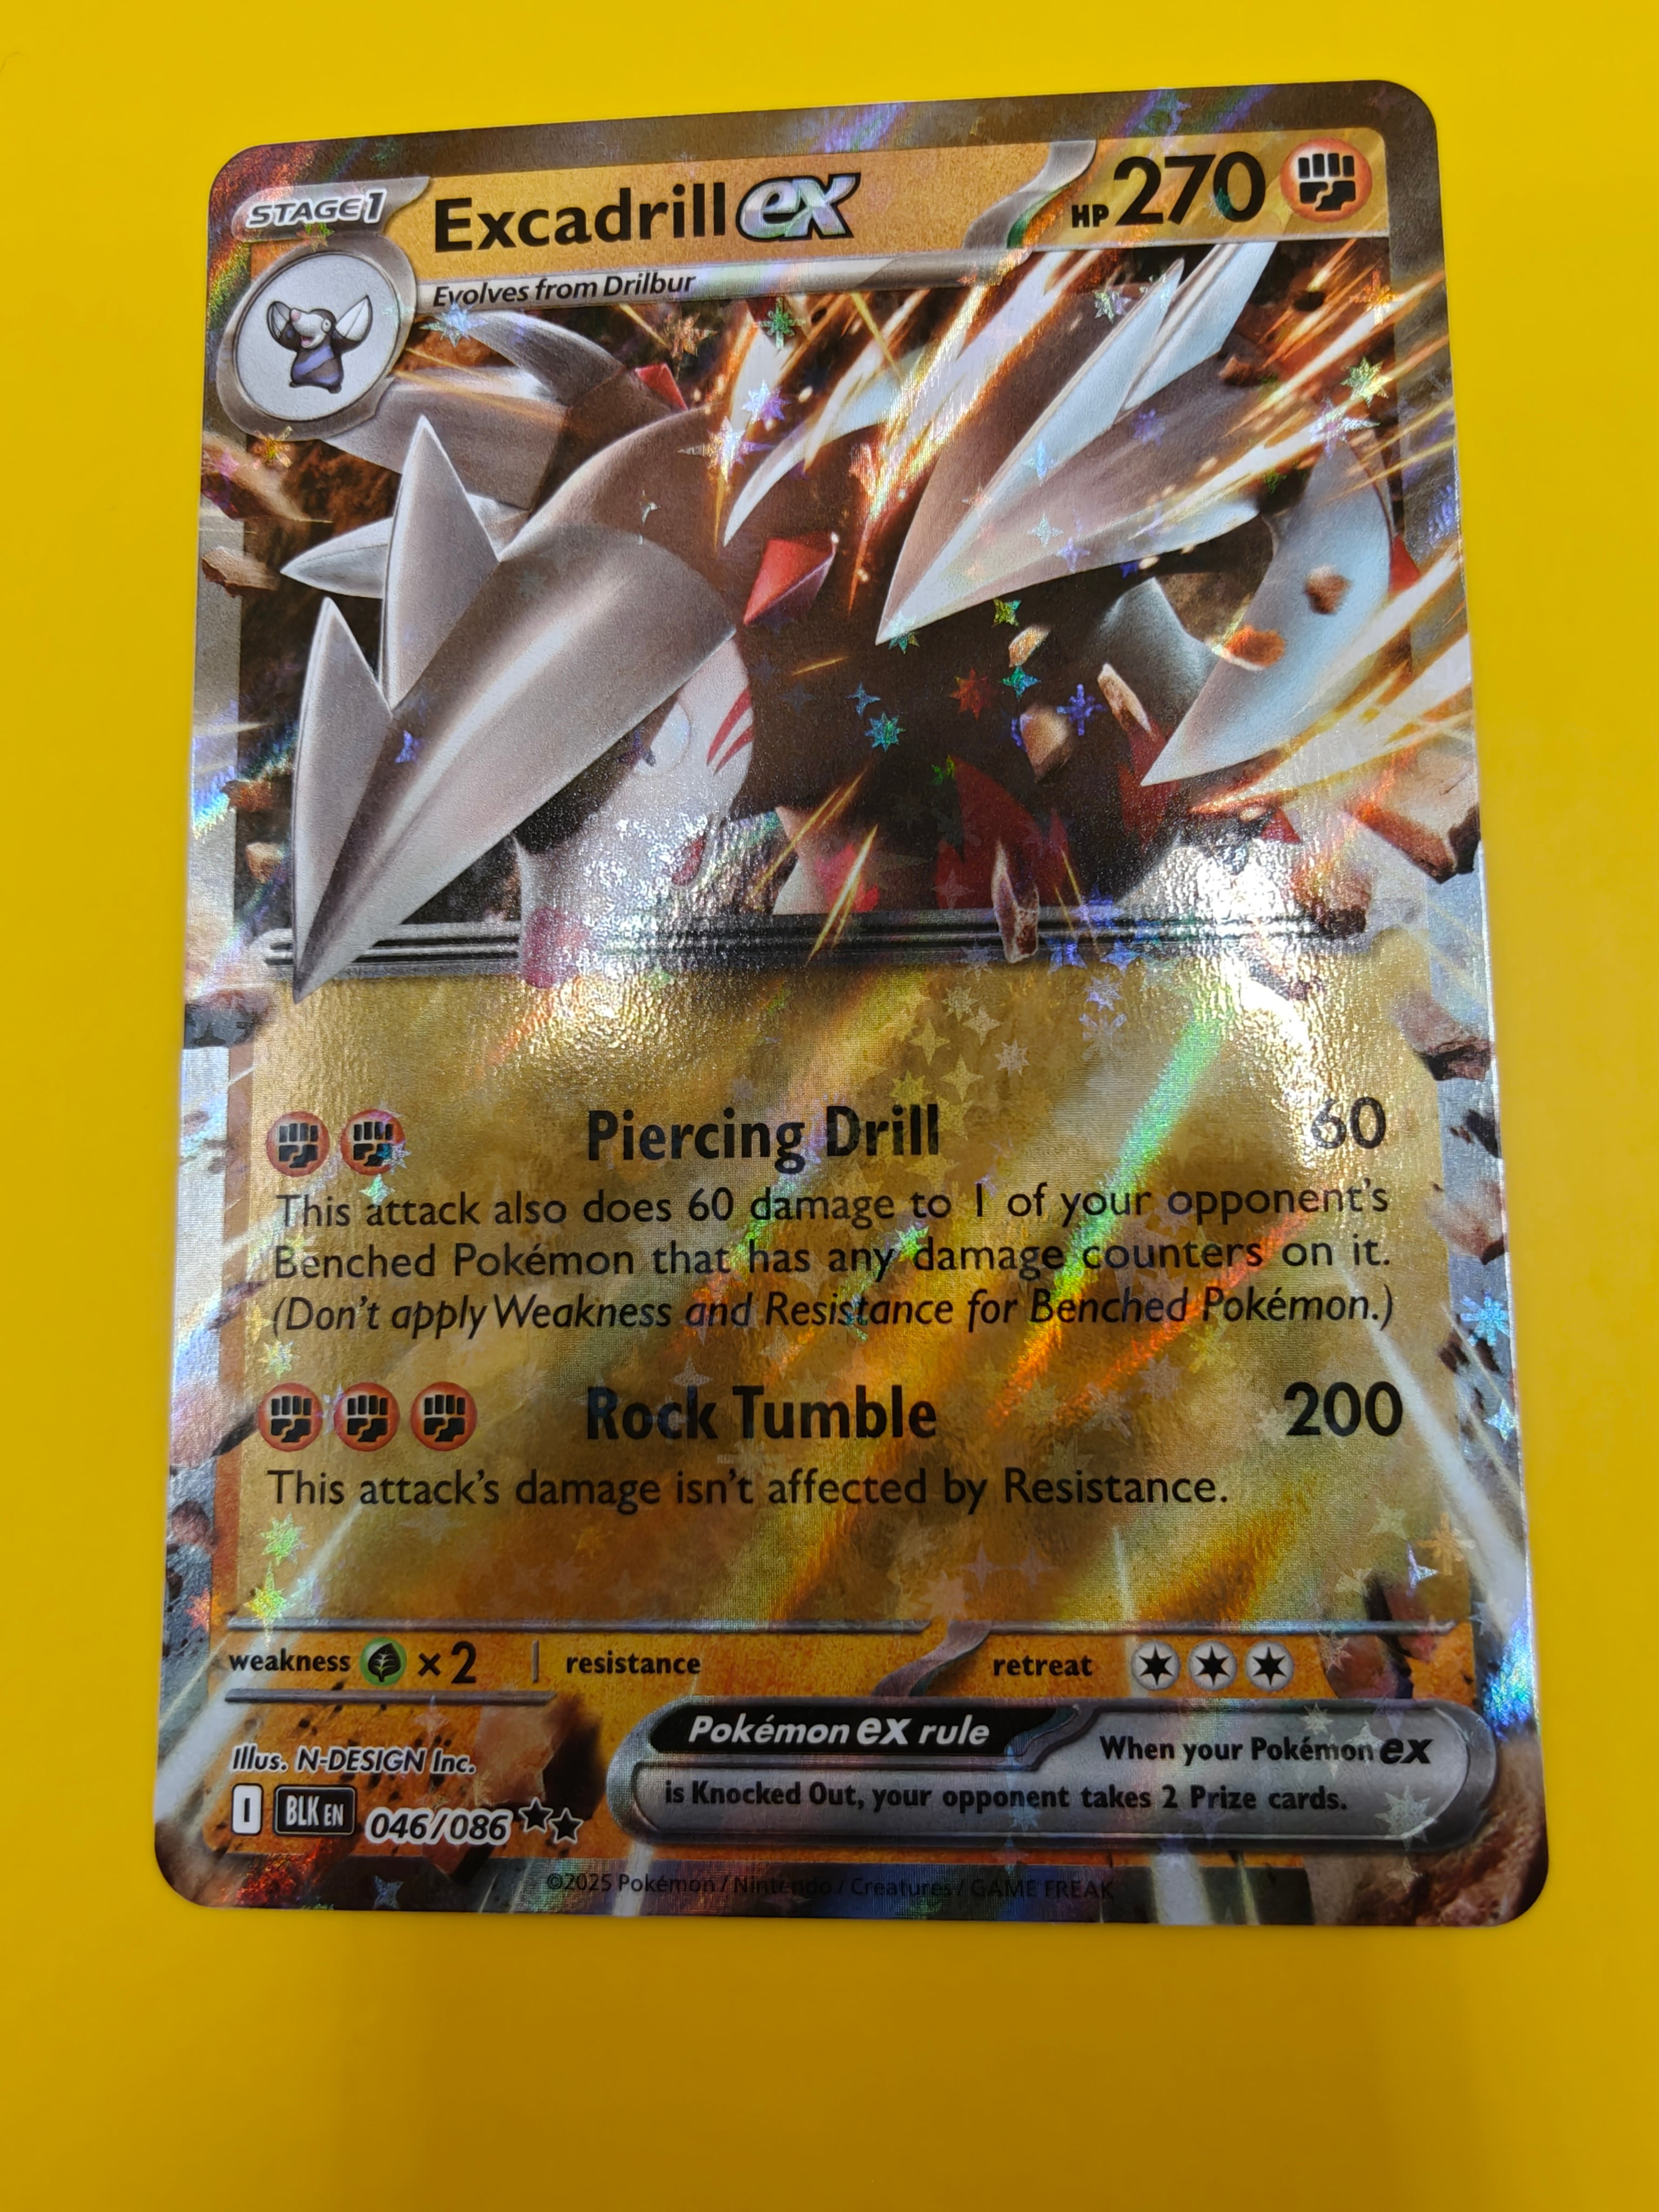 STAGE1 Excadrill ex HP 270
Evolves from Drilbur
Piercing Drill 60
This attack also does 60 damage to 1 of your opponent's
Benched Pokémon that has any damage counters on it.
(Don't apply Weakness and Resistance for Benched Pokémon.)
Rock Tumble 200
This attack's damage isn't affected by Resistance.
weakness ×2 | resistance retreat
Pokémon ex rule When your Pokémon ex
is Knocked Out, your opponent takes 2 Prize cards.
Illus. N-DESIGN Inc.
I BLK EN 046/086 ★★
©2025 Pokémon / Nintendo / Creatures / GAME FREAK